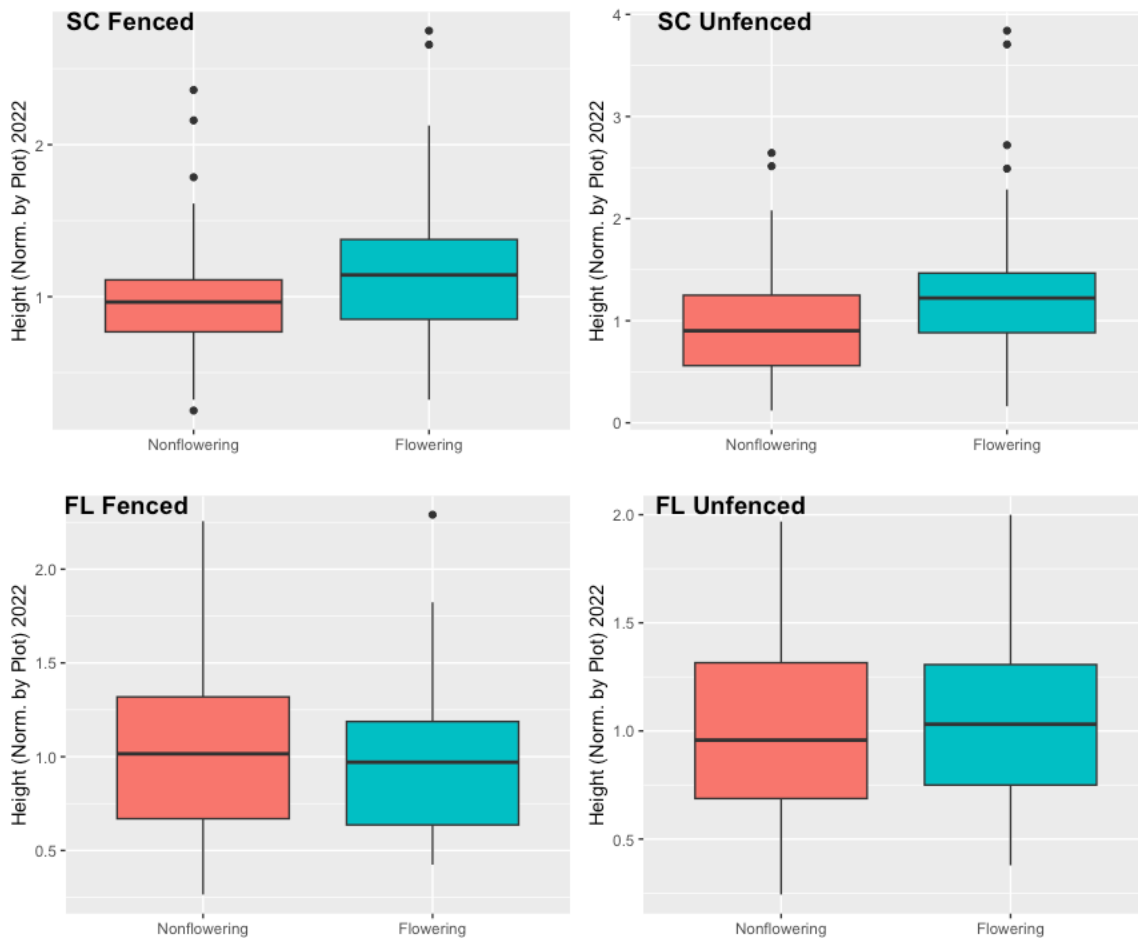 SC Fenced
Height (Norm. by Plot) 2022
2
1
Nonflowering
Flowering
SC Unfenced
Height (Norm. by Plot) 2022
4
3
2
1
0
Nonflowering
Flowering
FL Fenced
Height (Norm. by Plot) 2022
2.0
1.5
1.0
0.5
Nonflowering
Flowering
FL Unfenced
Height (Norm. by Plot) 2022
2.0
1.5
1.0
0.5
Nonflowering
Flowering